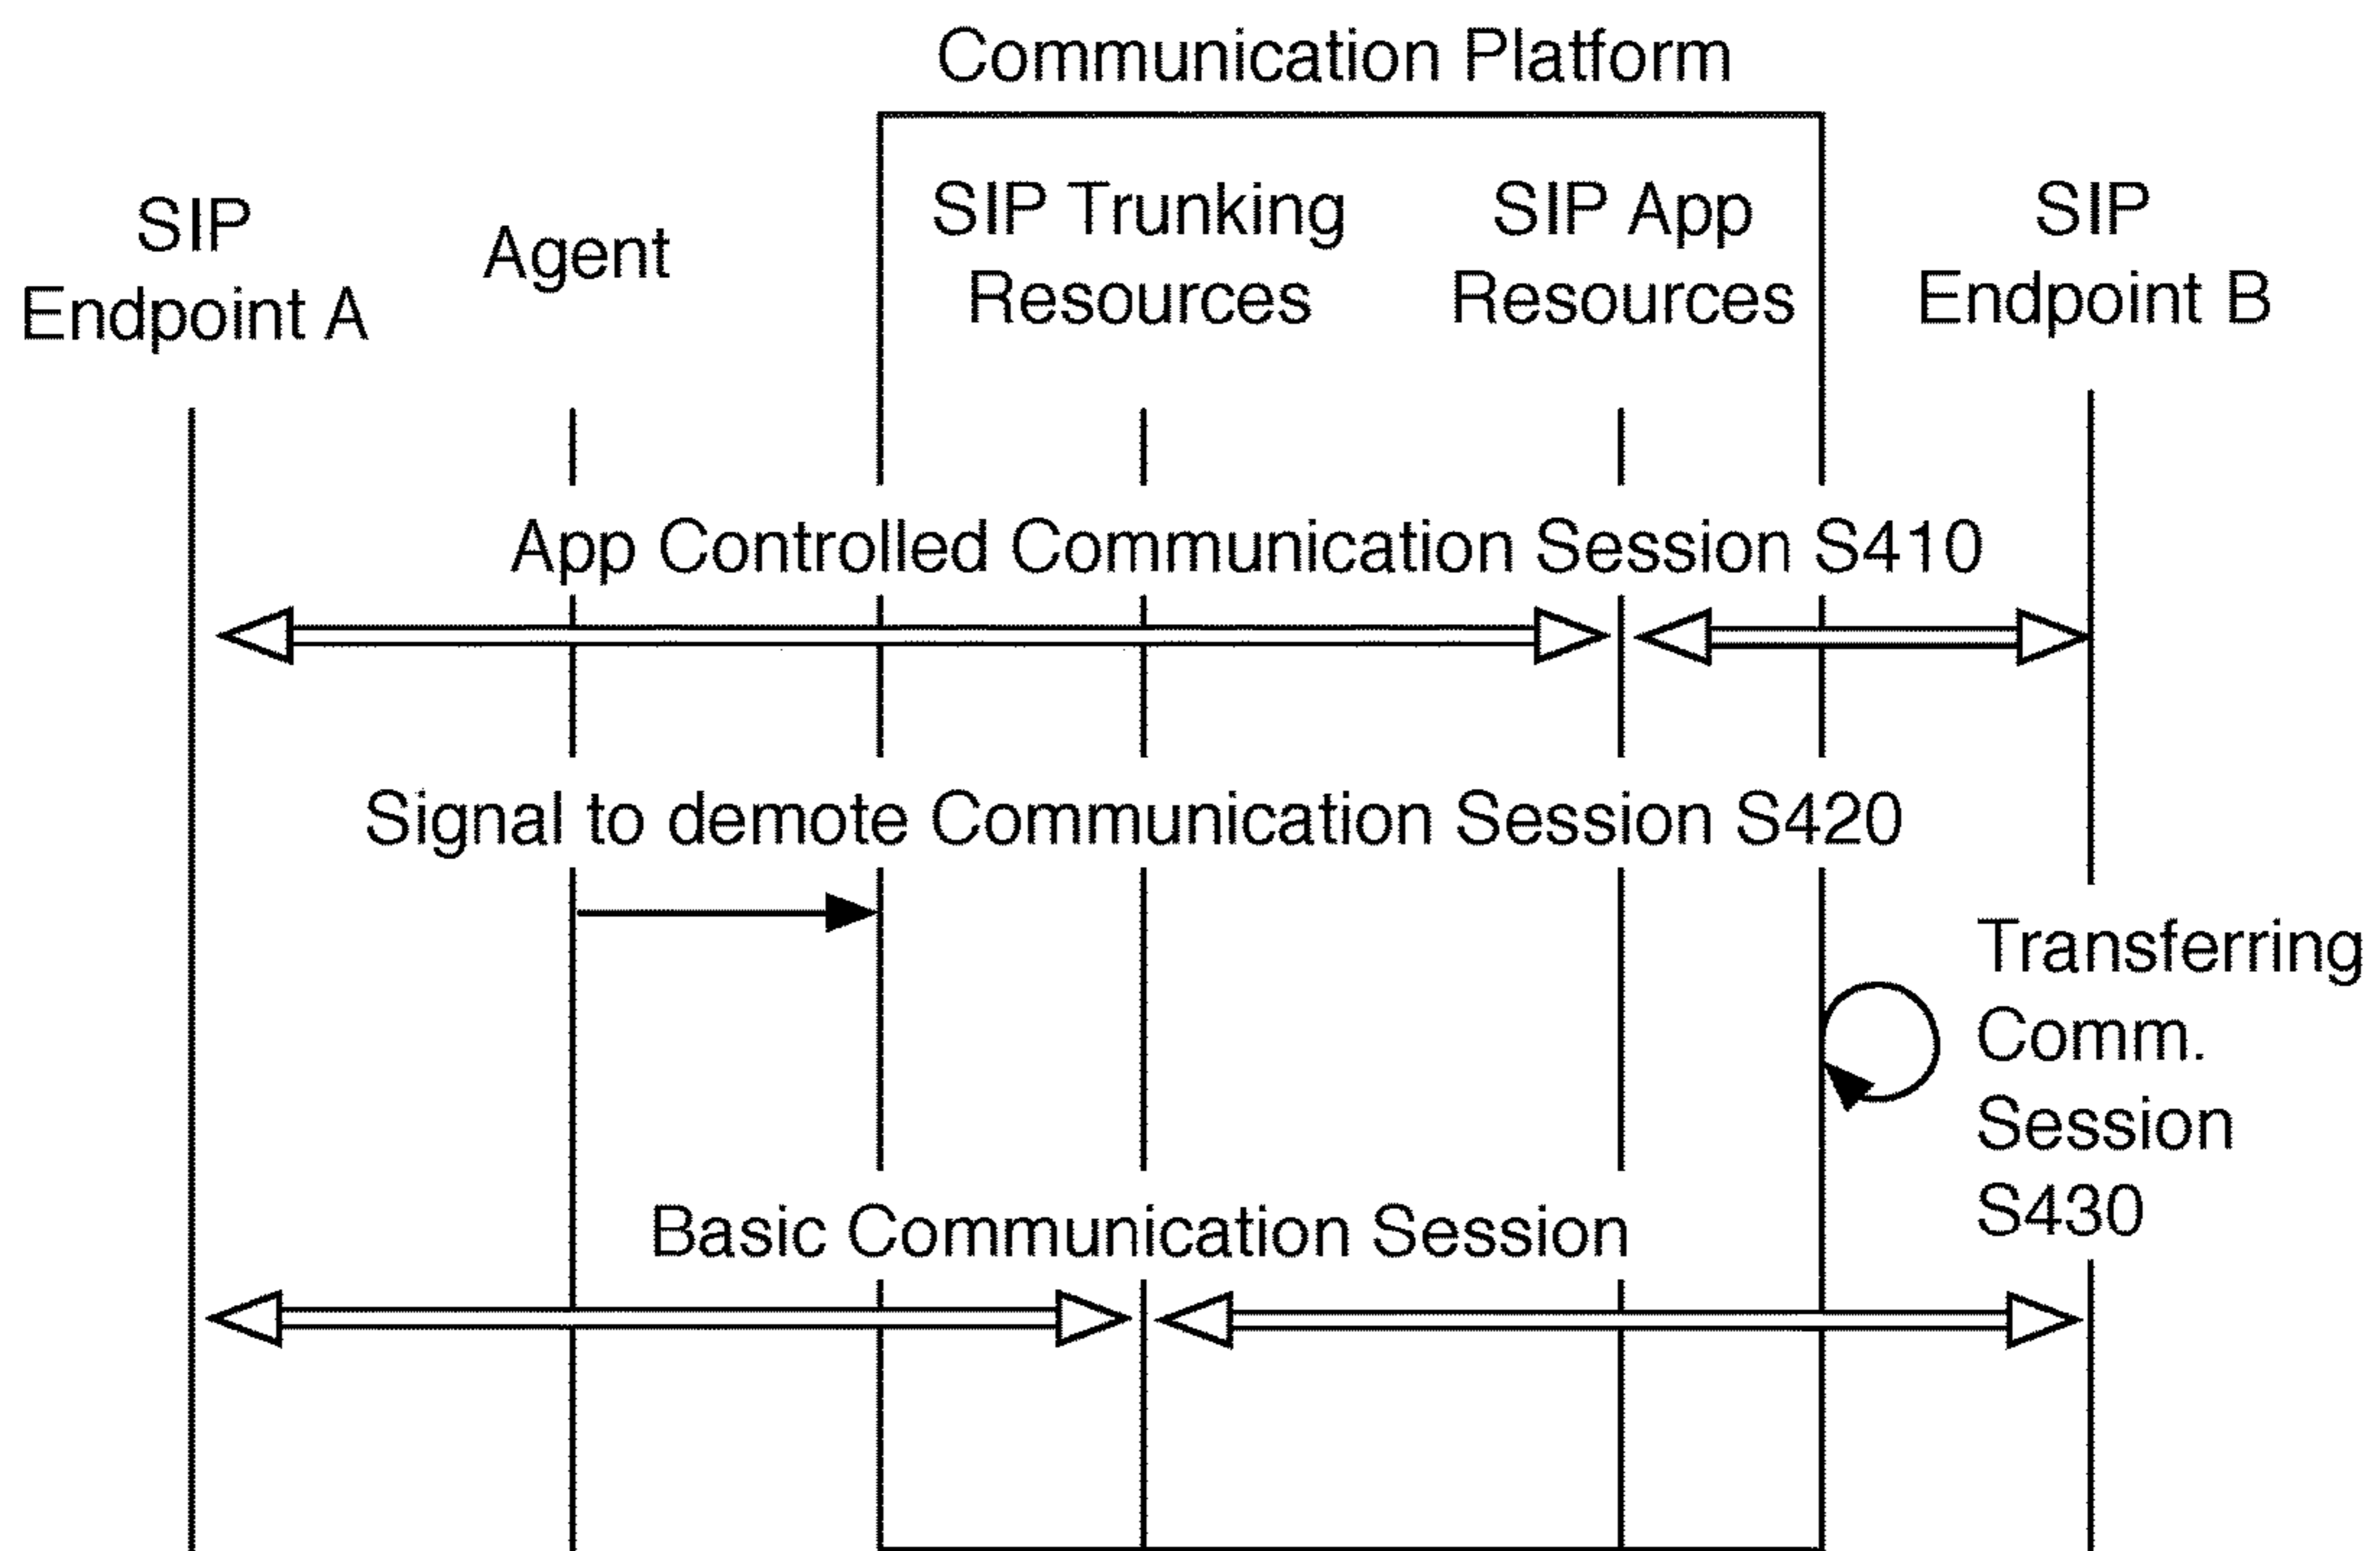 Communication Platform
SIP
Endpoint A
Agent
SIP Trunking
Resources
SIP App
Resources
SIP
Endpoint B
App Controlled Communication Session S410
Signal to demote Communication Session S420
Transferring
Comm.
Session
S430
Basic Communication Session